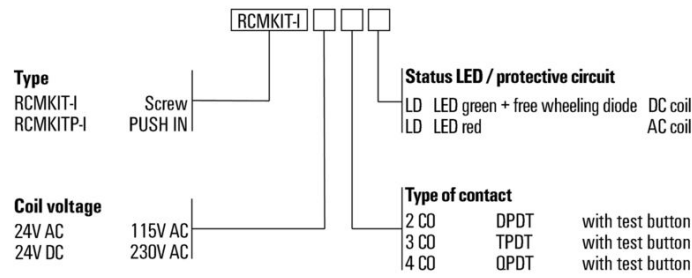 RCMKIT-I
Type
RCMKIT-I Screw
RCMKITP-I PUSH IN
Status LED / protective circuit
LD LED green + free wheeling diode DC coil
LD LED red AC coil
Coil voltage
24V AC 115V AC
24V DC 230V AC
Type of contact
2 CO DPDT with test button
3 CO TPDT with test button
4 CO QPDT with test button